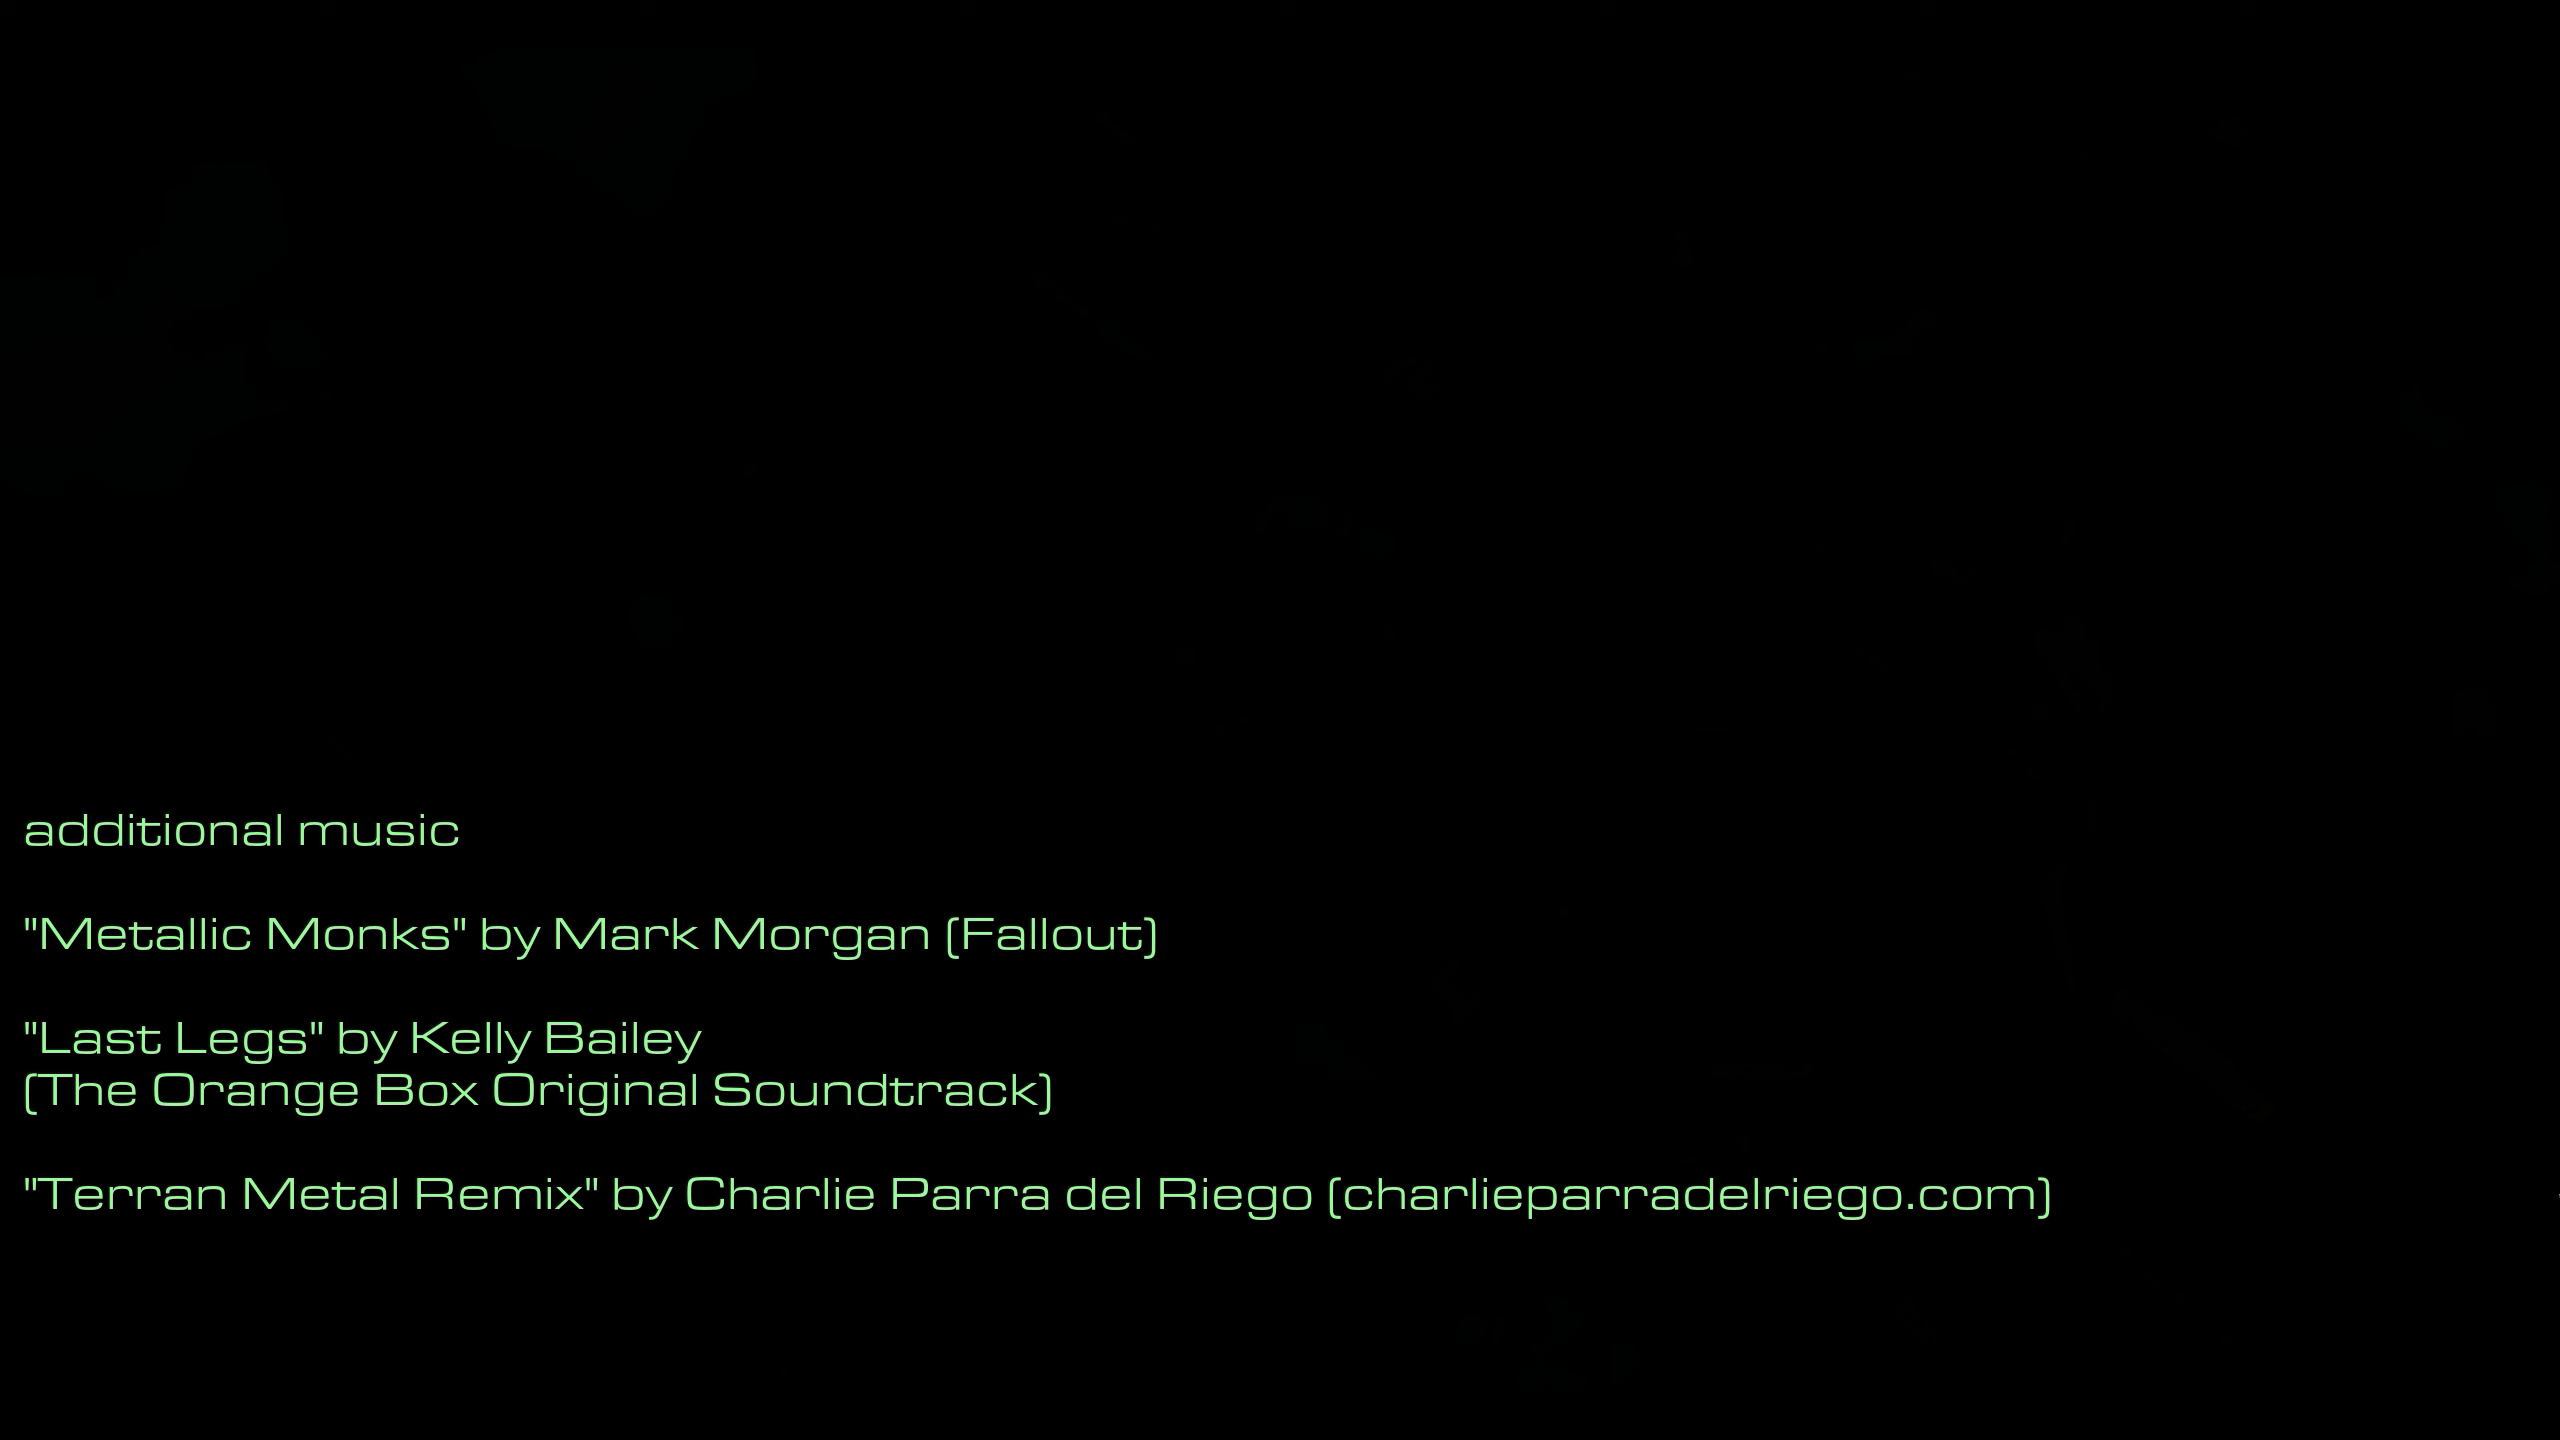 additional music
"Metallic Monks" by Mark Morgan (Fallout)
"Last Legs" by Kelly Bailey
(The Orange Box Original Soundtrack)
"Terran Metal Remix" by Charlie Parra del Riego (charlieparradelriego.com)